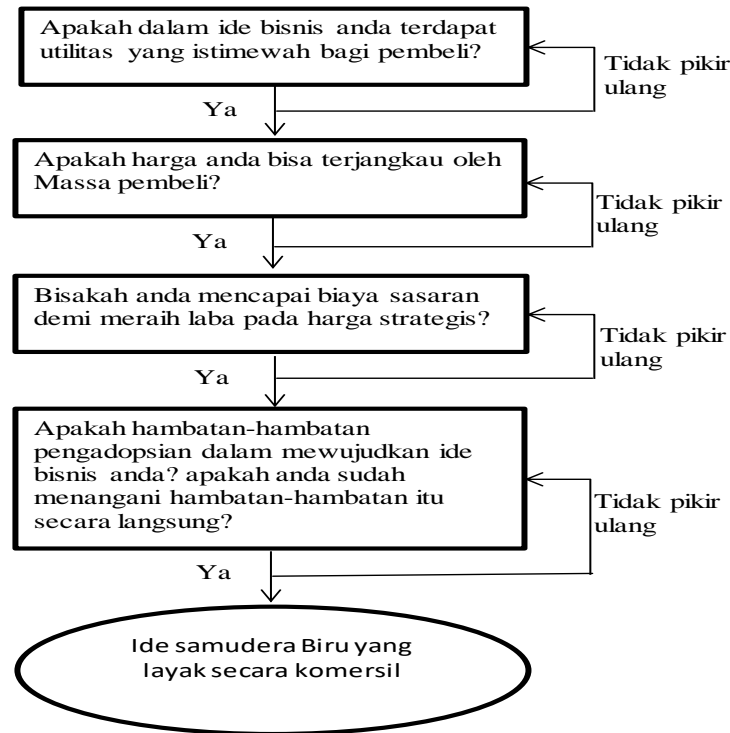 Apakah dalam ide bisnis anda terdapat
utilitas yang istimewah bagi pembeli?
Tidak pikir
ulang
Ya
Apakah harga anda bisa terjangkau oleh
Massa pembeli?
Tidak pikir
ulang
Ya
Bisakah anda mencapai biaya sasaran
demi meraih laba pada harga strategis?
Tidak pikir
ulang
Ya
Apakah hambatan-hambatan
pengadopsian dalam mewujudkan ide
bisnis anda? apakah anda sudah
menangani hambatan-hambatan itu
secara langsung?
Tidak pikir
ulang
Ya
Ide samudera Biru yang
layak secara komersil